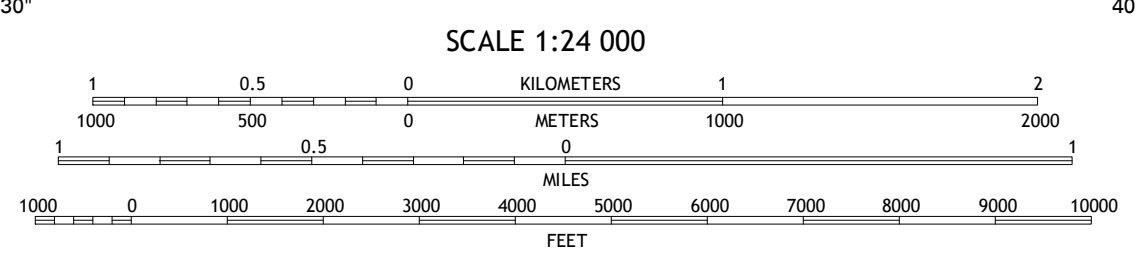 30" 40
SCALE 1:24 000
1 0.5 0 KILOMETERS 1 2
1000 500 0 METERS 1000 2000
1 0.5 0 1
MILES
1000 0 1000 2000 3000 4000 5000 6000 7000 8000 9000 10000
FEET